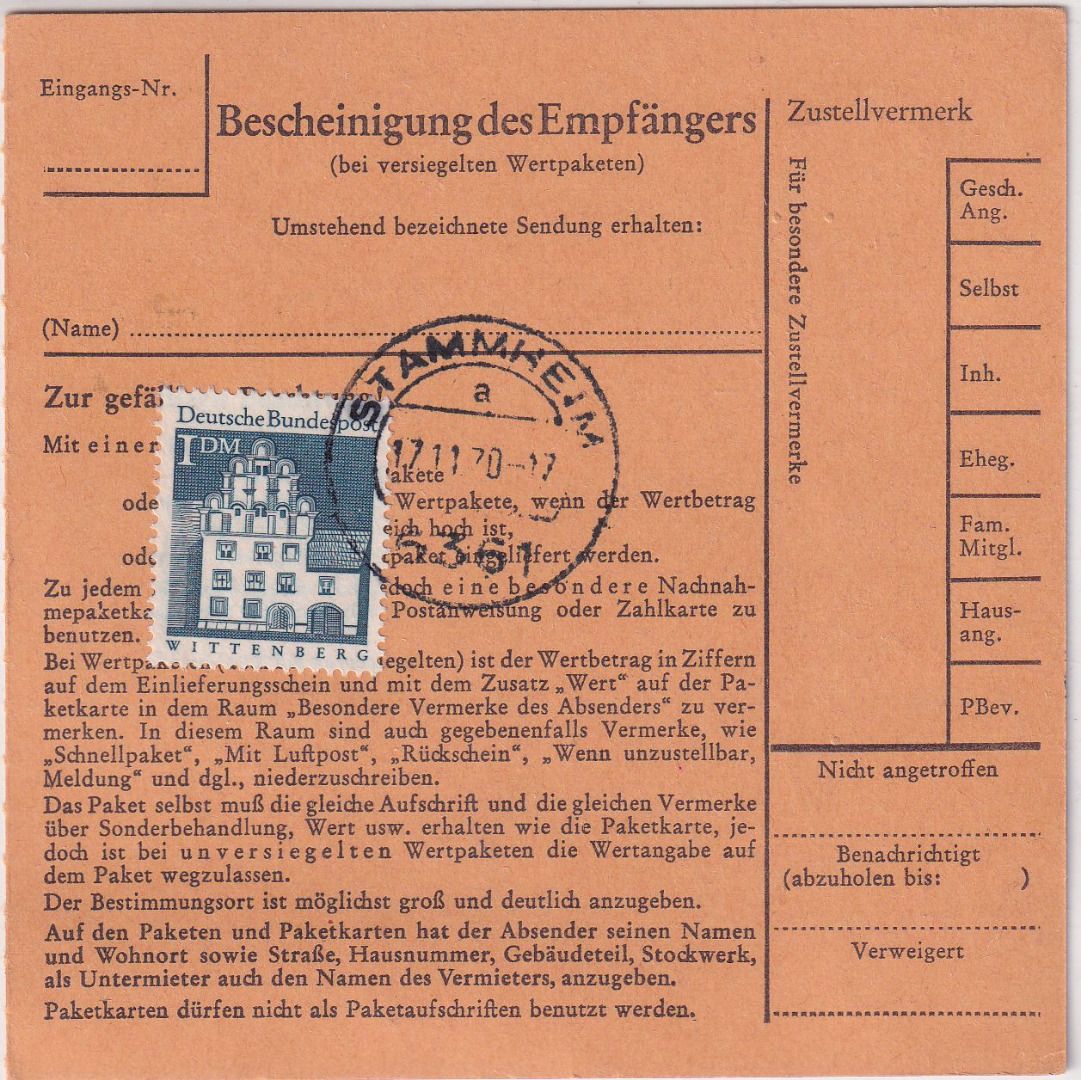 Eingangs-Nr.
Bescheinigung des Empfängers
(bei versiegelten Wertpaketen)
Umstehend bezeichnete Sendung erhalten:
(Name)
Zur gefäl
Mit einer
akete
ode
Wertpakete, wenn der Wertbetrag
eich hoch ist,
paket eingeliefert werden.
Zu jedem
doch eine besondere Nachnah-
mepaketka
Postanweisung oder Zahlkarte zu
benutzen.
Bei Wertpak
iegelten) ist der Wertbetrag in Ziffern
auf dem Einlieferungsschein und mit dem Zusatz „Wert“ auf der Pa-
ketkarte in dem Raum „Besondere Vermerke des Absenders“ zu ver-
merken. In diesem Raum sind auch gegebenenfalls Vermerke, wie
„Schnellpaket“, „Mit Luftpost“, „Rückschein“, „Wenn unzustellbar,
Meldung“ und dgl., niederzuschreiben.
Das Paket selbst muß die gleiche Aufschrift und die gleichen Vermerke
über Sonderbehandlung, Wert usw. erhalten wie die Paketkarte, je-
doch ist bei unversiegelten Wertpaketen die Wertangabe auf
dem Paket wegzulassen.
Der Bestimmungsort ist möglichst groß und deutlich anzugeben.
Auf den Paketen und Paketkarten hat der Absender seinen Namen
und Wohnort sowie Straße, Hausnummer, Gebäudeteil, Stockwerk,
als Untermieter auch den Namen des Vermieters, anzugeben.
Paketkarten dürfen nicht als Paketaufschriften benutzt werden.
Deutsche Bundespost
1 DM
WITTENBERG
STAMMHEIM
a
17.11.70-17
6361
Zustellvermerk
Für besondere Zustellvermerke
Gesch.
Ang.
Selbst
Inh.
Eheg.
Fam.
Mitgl.
Haus-
ang.
PBev.
Nicht angetroffen
Benachrichtigt
(abzuholen bis: )
Verweigert